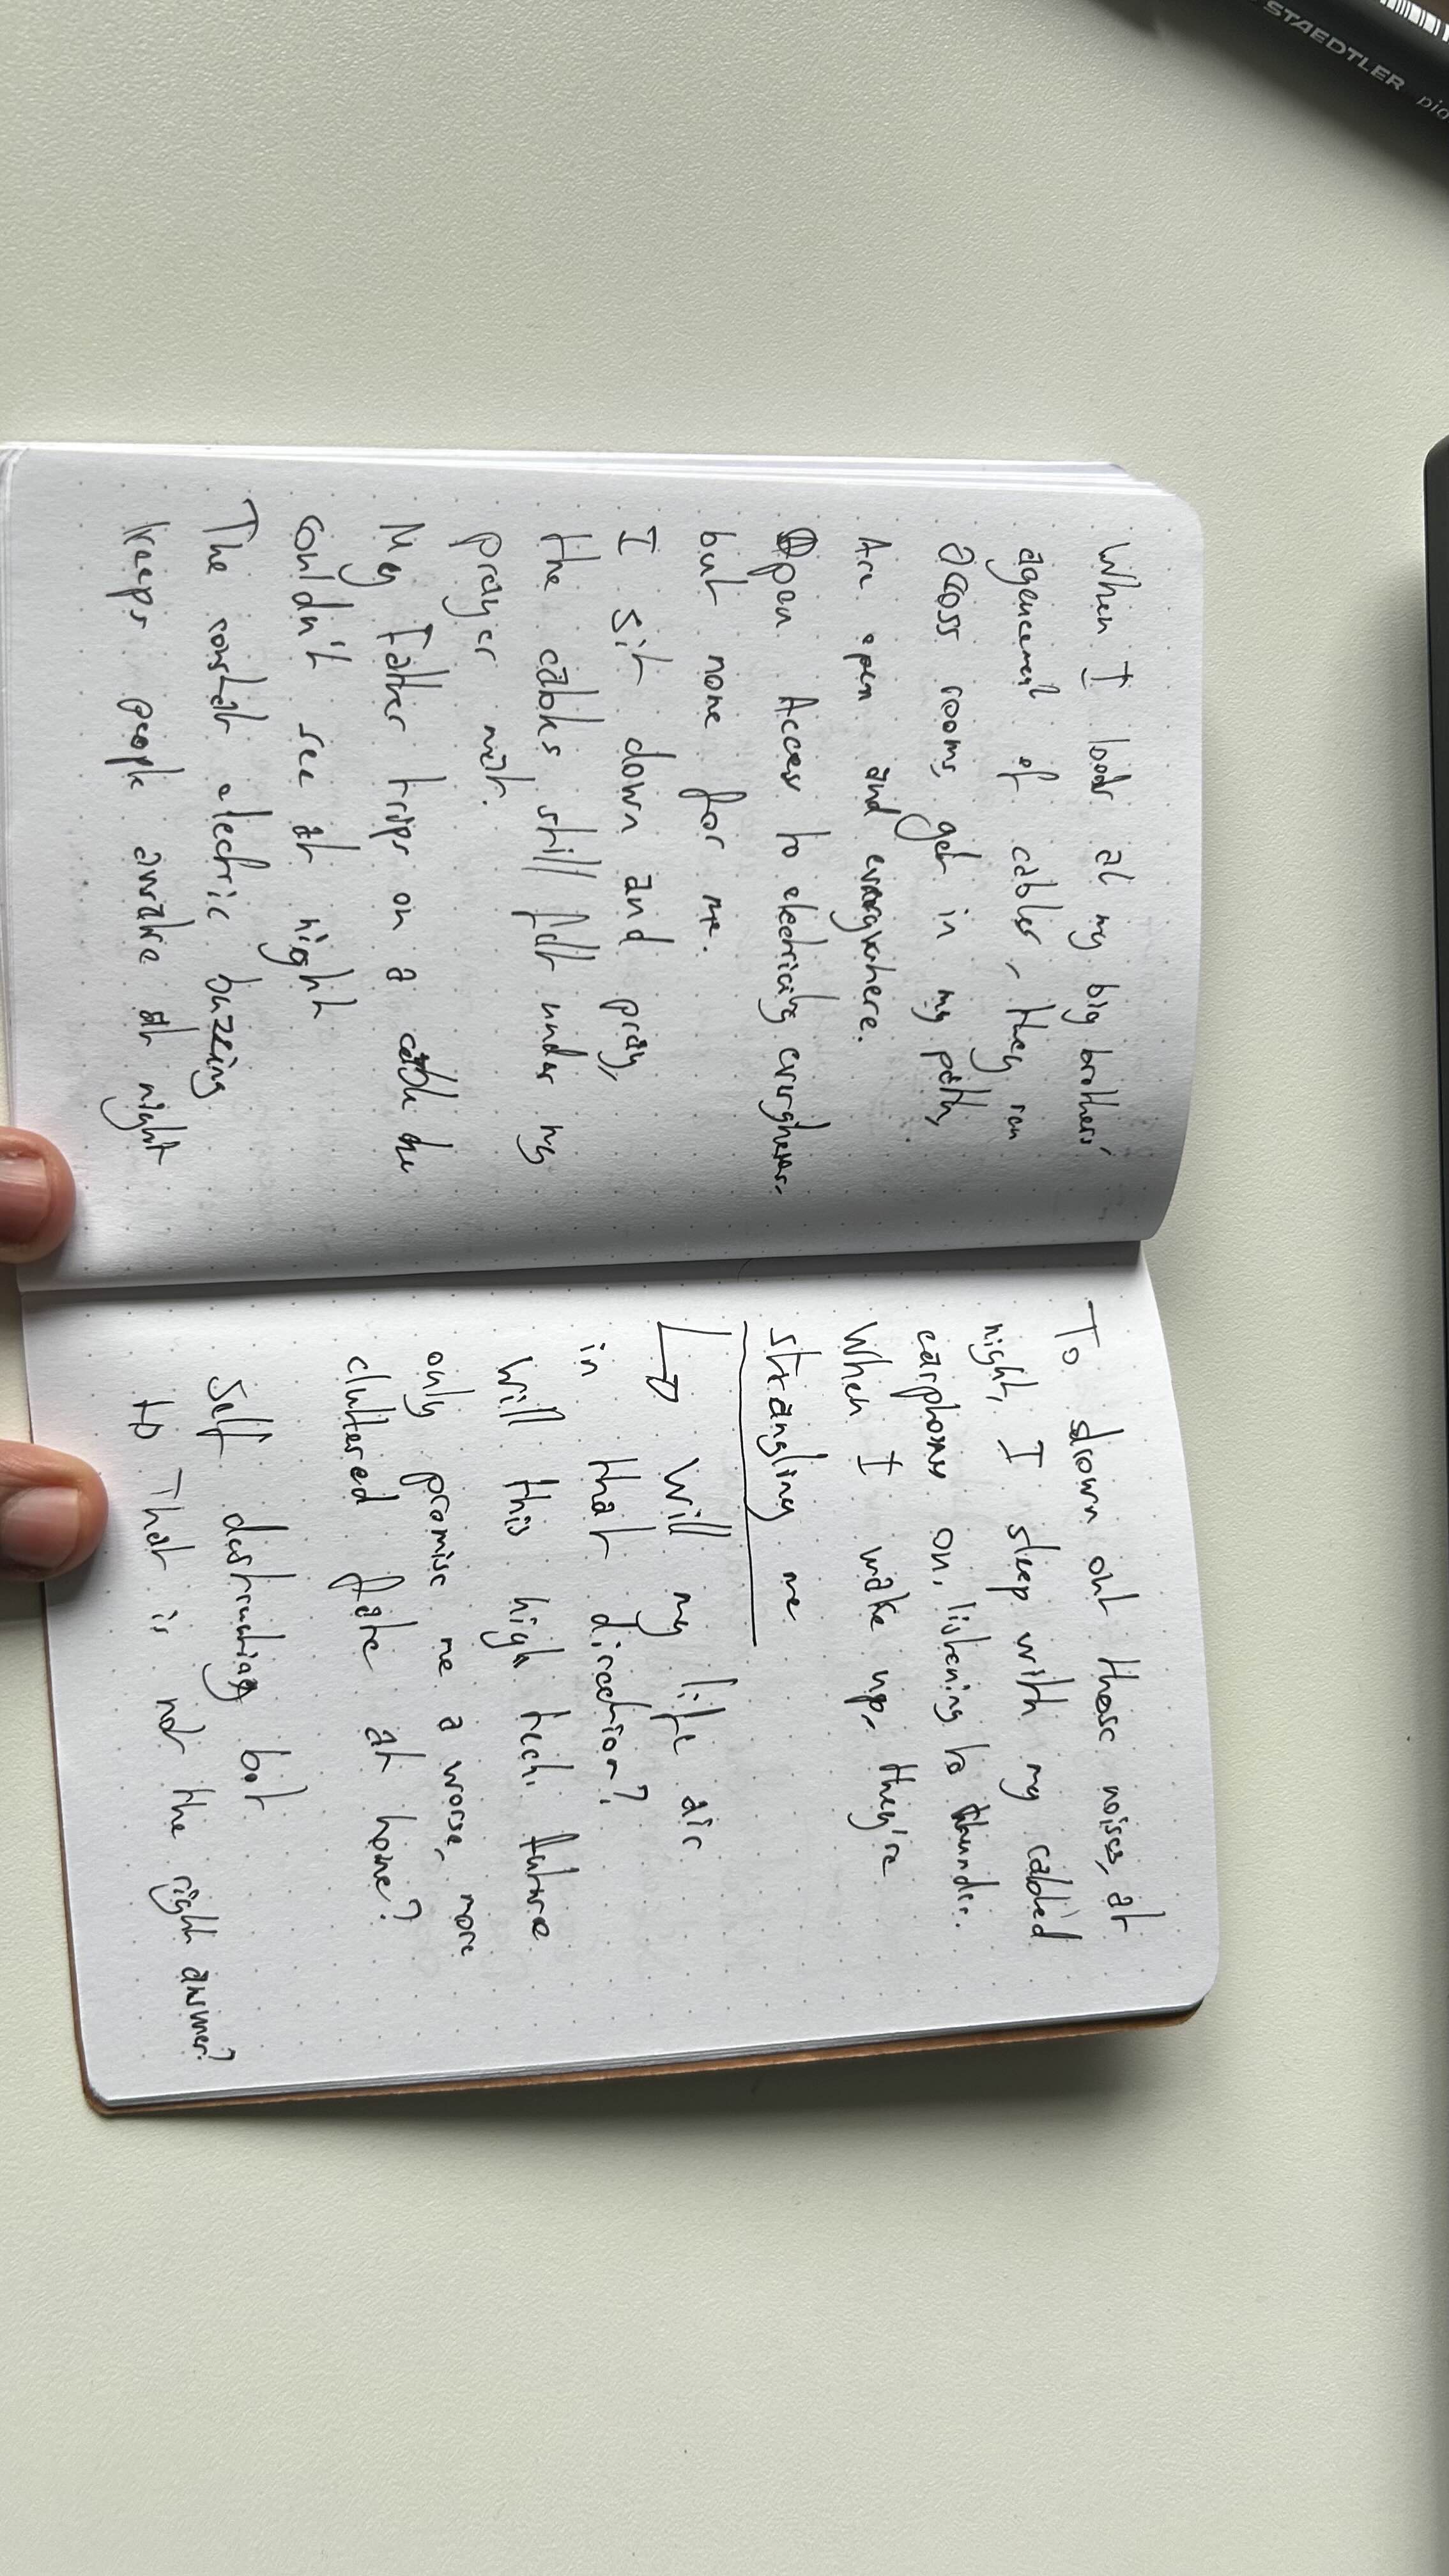 When I look at my big brothers'
agencement of cables, they run
across rooms, get in my path,
Are open and everywhere.
Open Access to electricity everywhere,
but none for me.
I sit down and pray,
the cables still felt under my
prayer mat.
My Father trips on a cable he
couldn't see at night
The constant electric buzzing
keeps people awake at night
To drown out those noises, at
night, I sleep with my cabled
earphones on, listening to thunder.
When I wake up, they're
strangling me
Will my life air
in that direction?
Will this high tech future
only promise me a worse, more
cluttered fate at home?
Self destructing bot
to That is not the right answer?
STAEDTLER